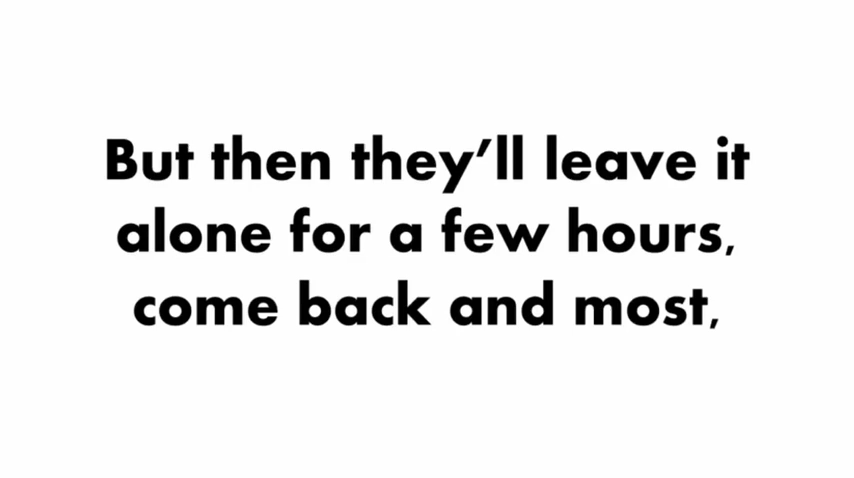 But then they’ll leave it
alone for a few hours,
come back and most,